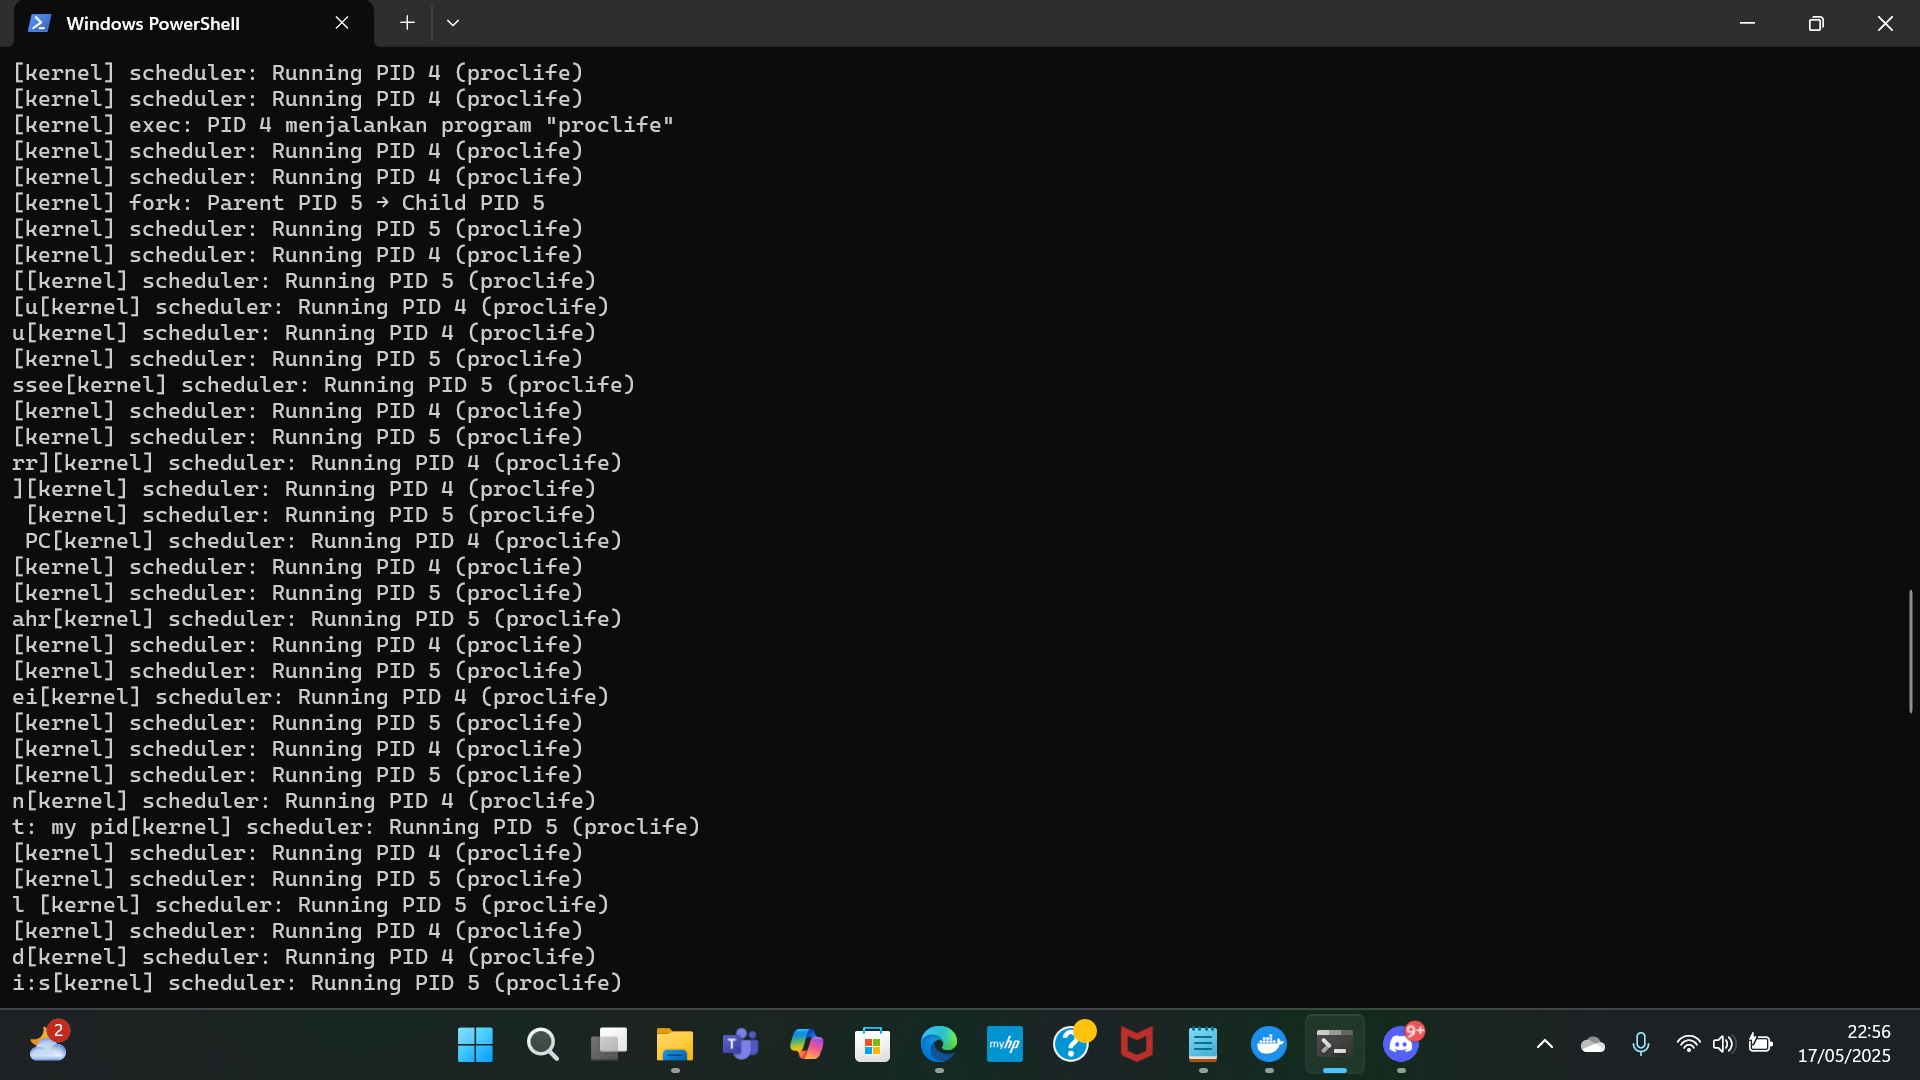 Windows PowerShell
[kernel] scheduler: Running PID 4 (proclife)
[kernel] scheduler: Running PID 4 (proclife)
[kernel] exec: PID 4 menjalankan program "proclife"
[kernel] scheduler: Running PID 4 (proclife)
[kernel] scheduler: Running PID 4 (proclife)
[kernel] fork: Parent PID 5 → Child PID 5
[kernel] scheduler: Running PID 5 (proclife)
[kernel] scheduler: Running PID 4 (proclife)
[[kernel] scheduler: Running PID 5 (proclife)
[u[kernel] scheduler: Running PID 4 (proclife)
u[kernel] scheduler: Running PID 4 (proclife)
[kernel] scheduler: Running PID 5 (proclife)
ssee[kernel] scheduler: Running PID 5 (proclife)
[kernel] scheduler: Running PID 4 (proclife)
[kernel] scheduler: Running PID 5 (proclife)
rr][kernel] scheduler: Running PID 4 (proclife)
][kernel] scheduler: Running PID 4 (proclife)
 [kernel] scheduler: Running PID 5 (proclife)
 PC[kernel] scheduler: Running PID 4 (proclife)
[kernel] scheduler: Running PID 4 (proclife)
[kernel] scheduler: Running PID 5 (proclife)
ahr[kernel] scheduler: Running PID 5 (proclife)
[kernel] scheduler: Running PID 4 (proclife)
[kernel] scheduler: Running PID 5 (proclife)
ei[kernel] scheduler: Running PID 4 (proclife)
[kernel] scheduler: Running PID 5 (proclife)
[kernel] scheduler: Running PID 4 (proclife)
[kernel] scheduler: Running PID 5 (proclife)
n[kernel] scheduler: Running PID 4 (proclife)
t: my pid[kernel] scheduler: Running PID 5 (proclife)
[kernel] scheduler: Running PID 4 (proclife)
[kernel] scheduler: Running PID 5 (proclife)
l [kernel] scheduler: Running PID 5 (proclife)
[kernel] scheduler: Running PID 4 (proclife)
d[kernel] scheduler: Running PID 4 (proclife)
i:s[kernel] scheduler: Running PID 5 (proclife)
2
myhp
9+
22:56
17/05/2025